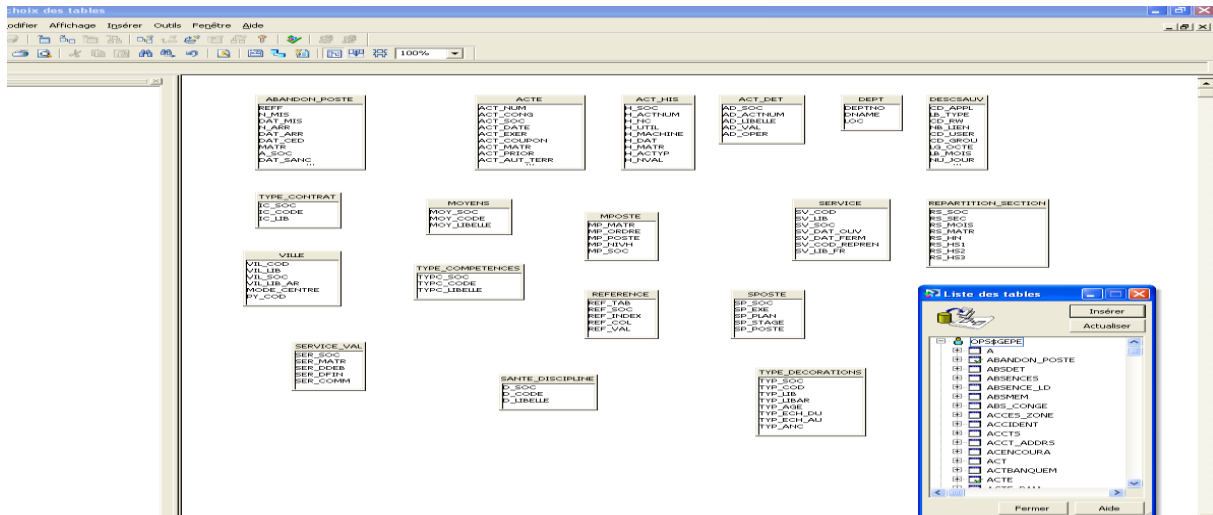 choix des tables
odifier Affichage Insérer Outils Fenêtre Aide
100%
ABANDON_POSTE
REFF
N_MIS
DAT_MIS
N_ARR
DAT_ARR
DAT_CED
MATR
A_SOC
DAT_SANC
...
ACTE
ACT_NUM
ACT_CONG
ACT_SOC
ACT_DATE
ACT_EXER
ACT_COUPON
ACT_MATR
ACT_PRIOR
ACT_AUT_TERR
...
ACT_HIS
H_SOC
H_ACTNUM
H_NC
H_UTIL
H_MACHINE
H_DAT
H_MATR
H_ACTYP
H_NVAL
ACT_DET
AD_SOC
AD_ACTNUM
AD_LIBELLE
AD_VAL
AD_OPER
DEPT
DEPTNO
DNAME
LOC
DESCSAUV
CD_APPL
LB_TYPE
CD_RW
NB_LIEN
CD_USER
CD_GROU
LG_OCTE
LB_MOIS
NU_JOUR
...
TYPE_CONTRAT
IC_SOC
IC_CODE
IC_LIB
MOYENS
MOY_SOC
MOY_CODE
MOY_LIBELLE
MPOSTE
MP_MATR
MP_ORDRE
MP_POSTE
MP_NIVH
MP_SOC
SERVICE
SV_COD
SV_LIB
SV_SOC
SV_DAT_OUV
SV_DAT_FERM
SV_COD_REPREN
SV_LIB_FR
REPARTITION_SECTION
RS_SOC
RS_SEC
RS_MOIS
RS_MATR
RS_HN
RS_HS1
RS_HS2
RS_HS3
VILLE
VIL_COD
VIL_LIB
VIL_SOC
VIL_LIB_AR
MODE_CENTRE
PY_COD
TYPE_COMPETENCES
TYPC_SOC
TYPC_CODE
TYPC_LIBELLE
REFERENCE
REF_TAB
REF_SOC
REF_INDEX
REF_COL
REF_VAL
SPOSTE
SP_SOC
SP_EXE
SP_PLAN
SP_STAGE
SP_POSTE
SERVICE_VAL
SER_SOC
SER_MATR
SER_DDEB
SER_DFIN
SER_COMM
SANTE_DISCIPLINE
D_SOC
D_CODE
D_LIBELLE
TYPE_DECORATIONS
TYP_SOC
TYP_COD
TYP_LIB
TYP_LIBAR
TYP_AGE
TYP_ECH_DU
TYP_ECH_AU
TYP_ANC
Liste des tables
Insérer
Actualiser
OPS$GEPE
A
ABANDON_POSTE
ABSDET
ABSENCES
ABSENCE_LD
ABSMEM
ABS_CONGE
ACCES_ZONE
ACCIDENT
ACCTS
ACCT_ADDRS
ACENCOURA
ACT
ACTBANQUEM
ACTE
Fermer Aide